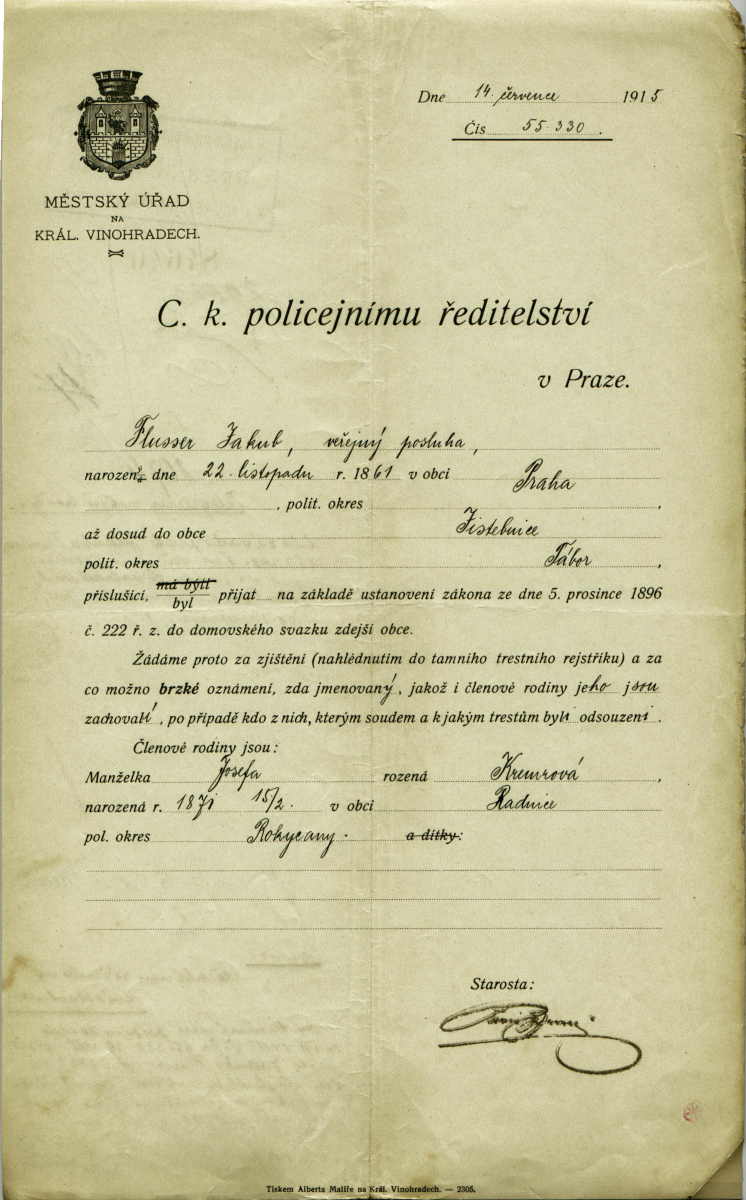 Dne 14. července 1915
Čís 55.330.
MĚSTSKÝ ÚŘAD
NA
KRÁL. VINOHRADECH.
C. k. policejnímu ředitelství
v Praze.
Flusser Jakub, veřejný posluha,
narozen dne 22. listopadu r. 1861 v obci Praha
, polit. okres ,
až dosud do obce Jistebnice
polit. okres Tábor ,
příslušící, má býti
byl přijat na základě ustanovení zákona ze dne 5. prosince 1896
č. 222 ř. z. do domovského svazku zdejší obce.
Žádáme proto za zjištění (nahlédnutím do tamního trestního rejstříku) a za
co možno brzké oznámení, zda jmenovaný, jakož i členové rodiny jeho jsou
zachovalí, po případě kdo z nich, kterým soudem a k jakým trestům byli odsouzeni.
Členové rodiny jsou:
Manželka Josefa rozená Kremrová ,
narozená r. 1871 15/2. v obci Radnice
pol. okres Rokycany. a dítky:
Starosta:
Tiskem Alberta Malíře na Král. Vinohradech. — 2305.